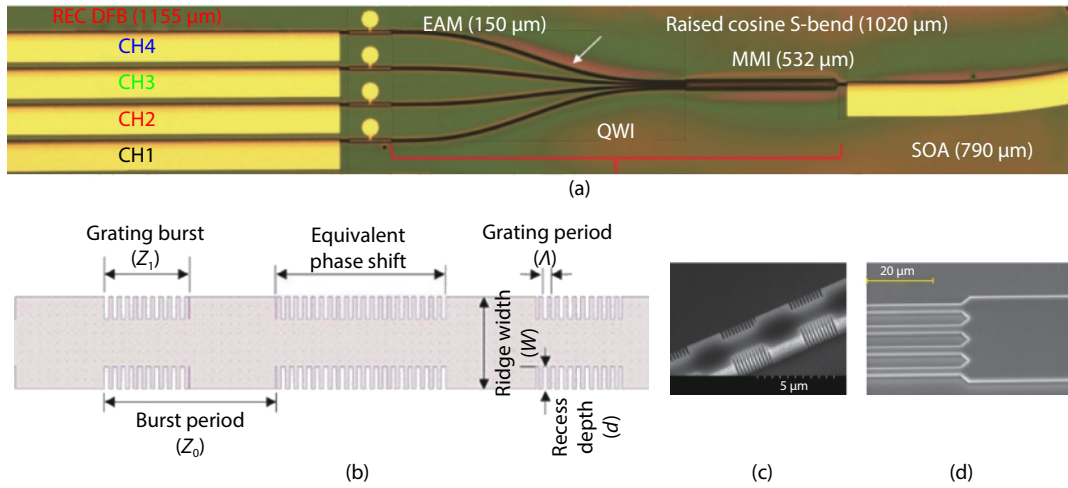 REC DFB (1155 μm)
EAM (150 μm)
Raised cosine S-bend (1020 μm)
CH4
MMI (532 μm)
CH3
CH2
QWI
CH1
SOA (790 μm)
(a)
Grating burst
(Z₁)
Equivalent
phase shift
Grating period
(Λ)
Ridge width
(W)
Recess
depth
(d)
Burst period
(Z₀)
(b)
5 μm
(c)
20 μm
(d)